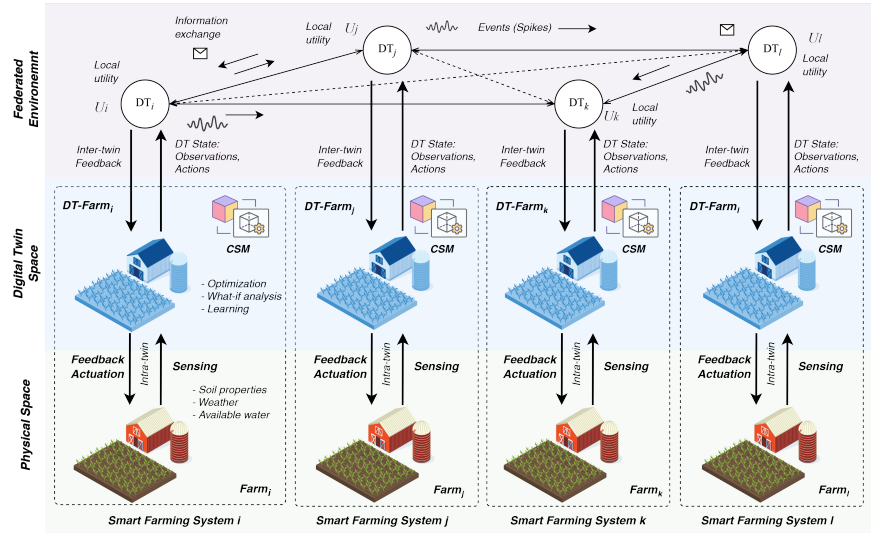 Federated
Environemnt
Information
exchange
Local
utility
Uj
DTj
Events (Spikes)
Ul
DTl
Local
utility
Local
utility
Ui
DTi
DTk
Uk
Local
utility
Inter-twin
Feedback
DT State:
Observations,
Actions
Inter-twin
Feedback
DT State:
Observations,
Actions
Inter-twin
Feedback
DT State:
Observations,
Actions
Inter-twin
Feedback
DT State:
Observations,
Actions
Digital Twin
Space
DT-Farmi
CSM
- Optimization
- What-if analysis
- Learning
DT-Farmj
CSM
DT-Farmk
CSM
DT-Farml
CSM
Feedback
Actuation
Intra-twin
Sensing
Feedback
Actuation
Intra-twin
Sensing
Feedback
Actuation
Intra-twin
Sensing
Feedback
Actuation
Intra-twin
Sensing
Physical Space
- Soil properties
- Weather
- Available water
Farmi
Farmj
Farmk
Farml
Smart Farming System i
Smart Farming System j
Smart Farming System k
Smart Farming System l